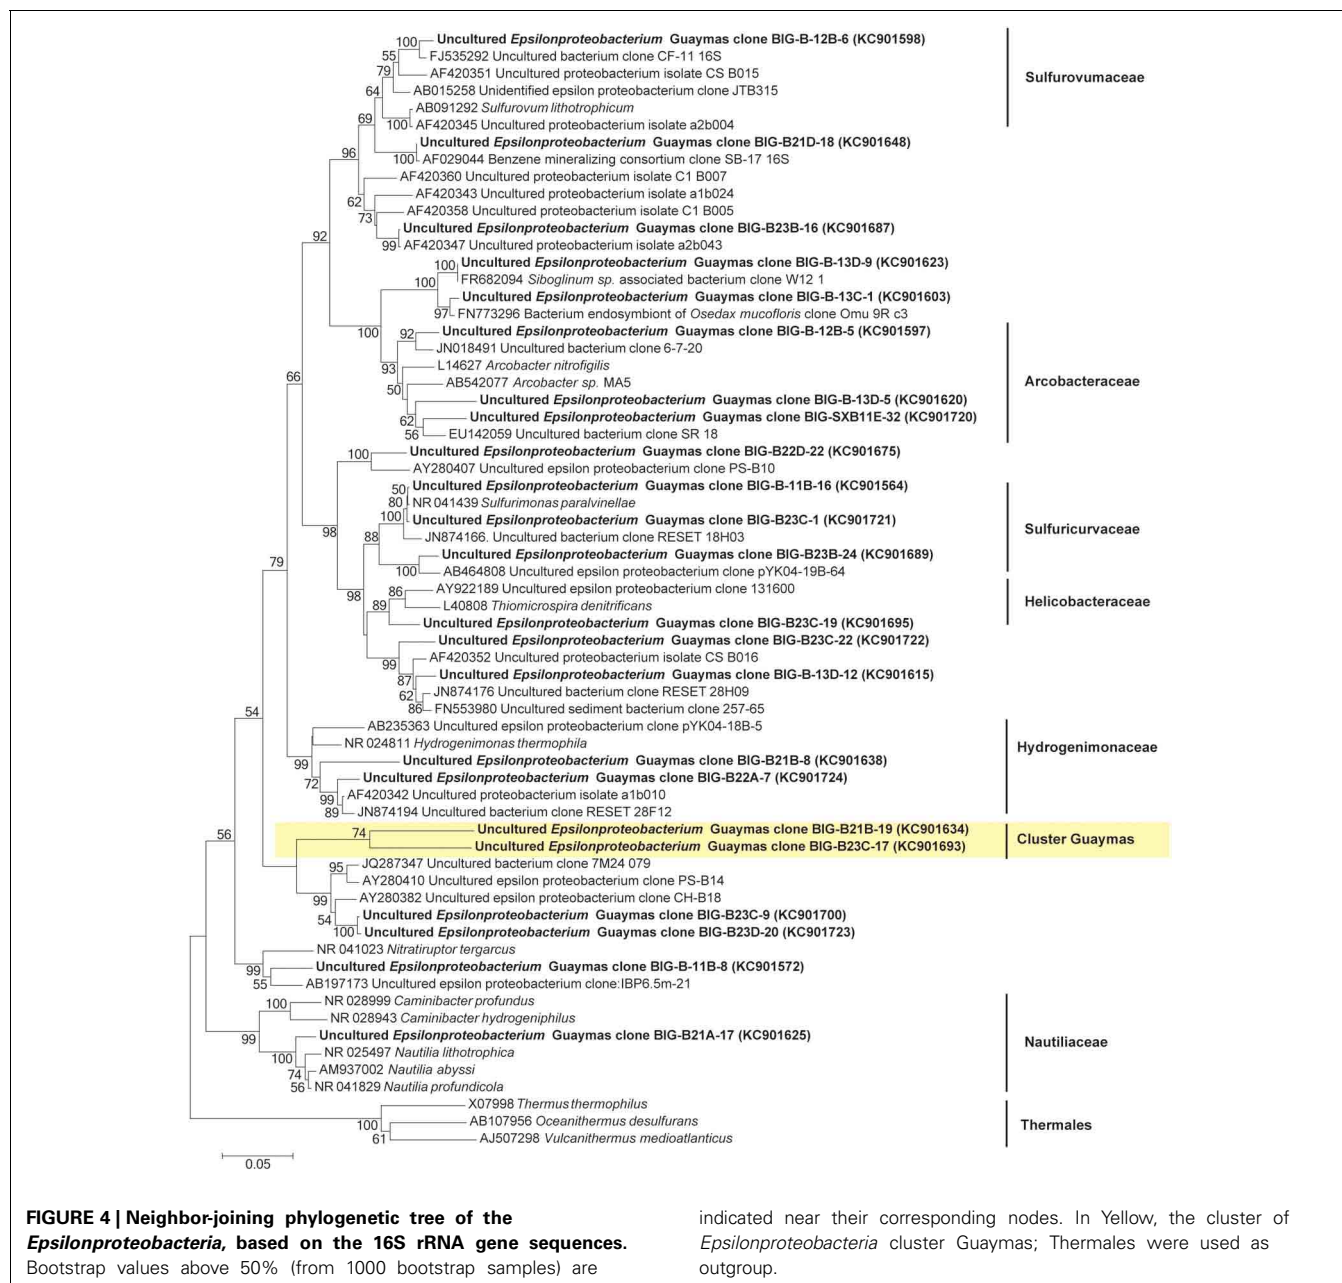 Uncultured Epsilonproteobacterium Guaymas clone BIG-B-12B-6 (KC901598)
FJ535292 Uncultured bacterium clone CF-11 16S
AF420351 Uncultured proteobacterium isolate CS B015
AB015258 Unidentified epsilon proteobacterium clone JTB315
AB091292 Sulfurovum lithotrophicum
AF420345 Uncultured proteobacterium isolate a2b004
Uncultured Epsilonproteobacterium Guaymas clone BIG-B21D-18 (KC901648)
AF029044 Benzene mineralizing consortium clone SB-17 16S
AF420360 Uncultured proteobacterium isolate C1 B007
AF420343 Uncultured proteobacterium isolate a1b024
AF420358 Uncultured proteobacterium isolate C1 B005
Uncultured Epsilonproteobacterium Guaymas clone BIG-B23B-16 (KC901687)
AF420347 Uncultured proteobacterium isolate a2b043
Uncultured Epsilonproteobacterium Guaymas clone BIG-B-13D-9 (KC901623)
FR682094 Siboglinum sp. associated bacterium clone W12 1
Uncultured Epsilonproteobacterium Guaymas clone BIG-B-13C-1 (KC901603)
FN773296 Bacterium endosymbiont of Osedax mucofloris clone Omu 9R c3
Uncultured Epsilonproteobacterium Guaymas clone BIG-B-12B-5 (KC901597)
JN018491 Uncultured bacterium clone 6-7-20
L14627 Arcobacter nitrofigilis
AB542077 Arcobacter sp. MA5
Uncultured Epsilonproteobacterium Guaymas clone BIG-B-13D-5 (KC901620)
Uncultured Epsilonproteobacterium Guaymas clone BIG-SXB11E-32 (KC901720)
EU142059 Uncultured bacterium clone SR 18
Uncultured Epsilonproteobacterium Guaymas clone BIG-B22D-22 (KC901675)
AY280407 Uncultured epsilon proteobacterium clone PS-B10
Uncultured Epsilonproteobacterium Guaymas clone BIG-B-11B-16 (KC901564)
NR 041439 Sulfurimonas paralvinellae
Uncultured Epsilonproteobacterium Guaymas clone BIG-B23C-1 (KC901721)
JN874166. Uncultured bacterium clone RESET 18H03
Uncultured Epsilonproteobacterium Guaymas clone BIG-B23B-24 (KC901689)
AB464808 Uncultured epsilon proteobacterium clone pYK04-19B-64
AY922189 Uncultured epsilon proteobacterium clone 131600
L40808 Thiomicrospira denitrificans
Uncultured Epsilonproteobacterium Guaymas clone BIG-B23C-19 (KC901695)
Uncultured Epsilonproteobacterium Guaymas clone BIG-B23C-22 (KC901722)
AF420352 Uncultured proteobacterium isolate CS B016
Uncultured Epsilonproteobacterium Guaymas clone BIG-B-13D-12 (KC901615)
JN874176 Uncultured bacterium clone RESET 28H09
FN553980 Uncultured sediment bacterium clone 257-65
AB235363 Uncultured epsilon proteobacterium clone pYK04-18B-5
NR 024811 Hydrogenimonas thermophila
Uncultured Epsilonproteobacterium Guaymas clone BIG-B21B-8 (KC901638)
Uncultured Epsilonproteobacterium Guaymas clone BIG-B22A-7 (KC901724)
AF420342 Uncultured proteobacterium isolate a1b010
JN874194 Uncultured bacterium clone RESET 28F12
Uncultured Epsilonproteobacterium Guaymas clone BIG-B21B-19 (KC901634)
Uncultured Epsilonproteobacterium Guaymas clone BIG-B23C-17 (KC901693)
JQ287347 Uncultured bacterium clone 7M24 079
AY280410 Uncultured epsilon proteobacterium clone PS-B14
AY280382 Uncultured epsilon proteobacterium clone CH-B18
Uncultured Epsilonproteobacterium Guaymas clone BIG-B23C-9 (KC901700)
Uncultured Epsilonproteobacterium Guaymas clone BIG-B23D-20 (KC901723)
NR 041023 Nitratiruptor tergarcus
Uncultured Epsilonproteobacterium Guaymas clone BIG-B-11B-8 (KC901572)
AB197173 Uncultured epsilon proteobacterium clone:IBP6.5m-21
NR 028999 Caminibacter profundus
NR 028943 Caminibacter hydrogeniphilus
Uncultured Epsilonproteobacterium Guaymas clone BIG-B21A-17 (KC901625)
NR 025497 Nautilia lithotrophica
AM937002 Nautilia abyssi
NR 041829 Nautilia profundicola
X07998 Thermus thermophilus
AB107956 Oceanithermus desulfurans
AJ507298 Vulcanithermus medioatlanticus
Sulfurovumaceae
Arcobacteraceae
Sulfuricurvaceae
Helicobacteraceae
Hydrogenimonaceae
Cluster Guaymas
Nautiliaceae
Thermales
100
55
79
64
100
69
100
96
62
73
99
92
100
100
97
100
92
93
50
62
56
66
100
50
80
100
98
88
100
98
86
89
99
87
62
86
79
99
72
99
89
54
74
95
99
54
100
56
99
55
100
99
100
74
56
100
61
0.05
FIGURE 4 | Neighbor-joining phylogenetic tree of the
Epsilonproteobacteria, based on the 16S rRNA gene sequences.
Bootstrap values above 50% (from 1000 bootstrap samples) are
indicated near their corresponding nodes. In Yellow, the cluster of
Epsilonproteobacteria cluster Guaymas; Thermales were used as
outgroup.